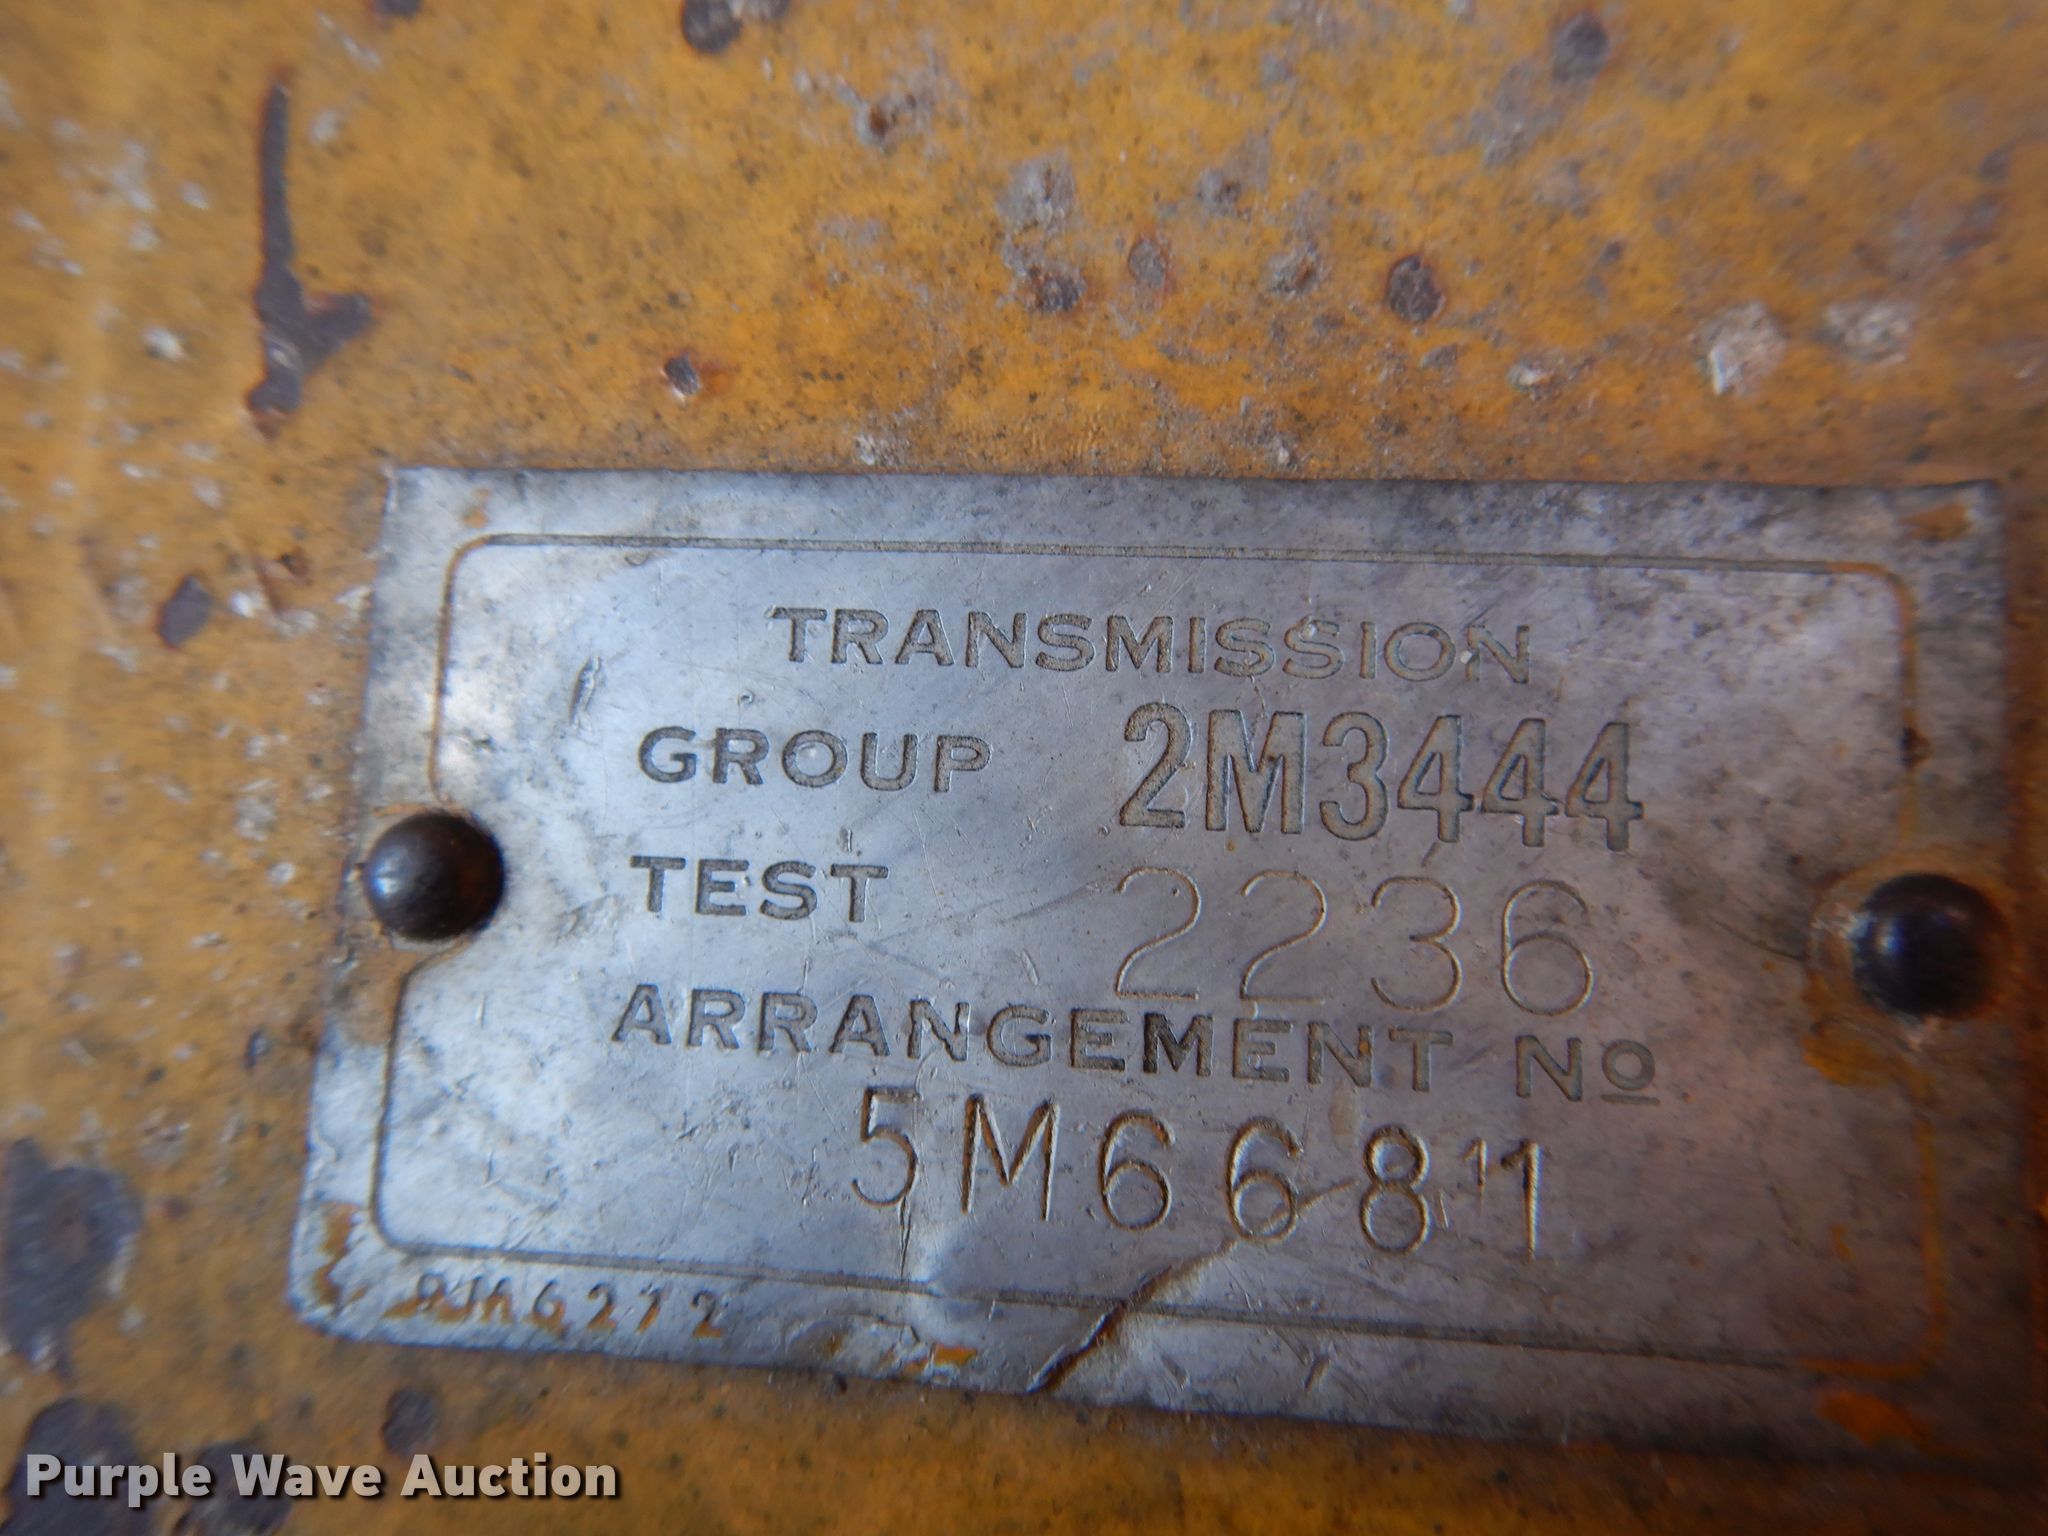 TRANSMISSION
GROUP 2M3444
TEST 2236
ARRANGEMENT No
5M6681
Purple Wave Auction